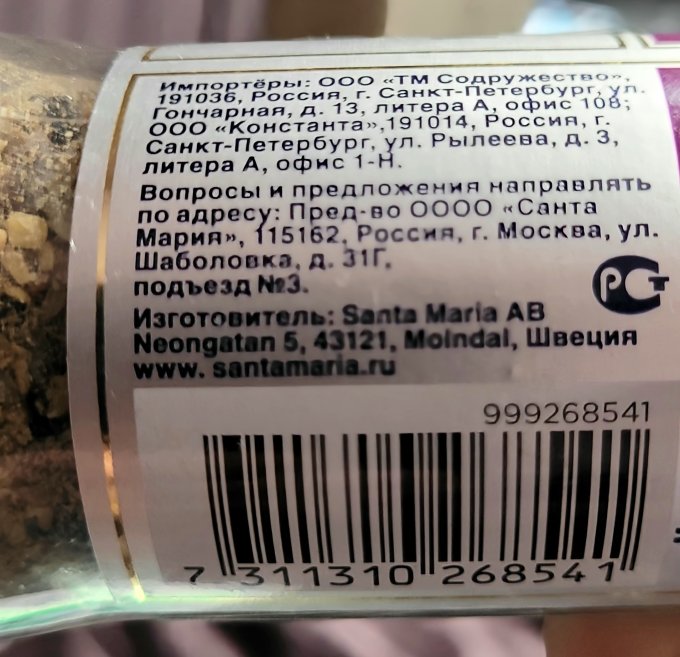 Импортёры: ООО «ТМ Содружество»,
191036, Россия, г. Санкт-Петербург, ул.
Гончарная, д. 13, литера А, офис 108;
ООО «Константа»,191014, Россия, г.
Санкт-Петербург, ул. Рылеева, д. 3,
литера А, офис 1-Н.
Вопросы и предложения направлять
по адресу: Пред-во ОООО «Санта
Мария», 115162, Россия, г. Москва, ул.
Шаболовка, д. 31Г,
подъезд №3.
РСТ
Изготовитель: Santa Maria AB
Neongatan 5, 43121, Molndal, Швеция
www. santamaria.ru
999268541
7 311310 268541